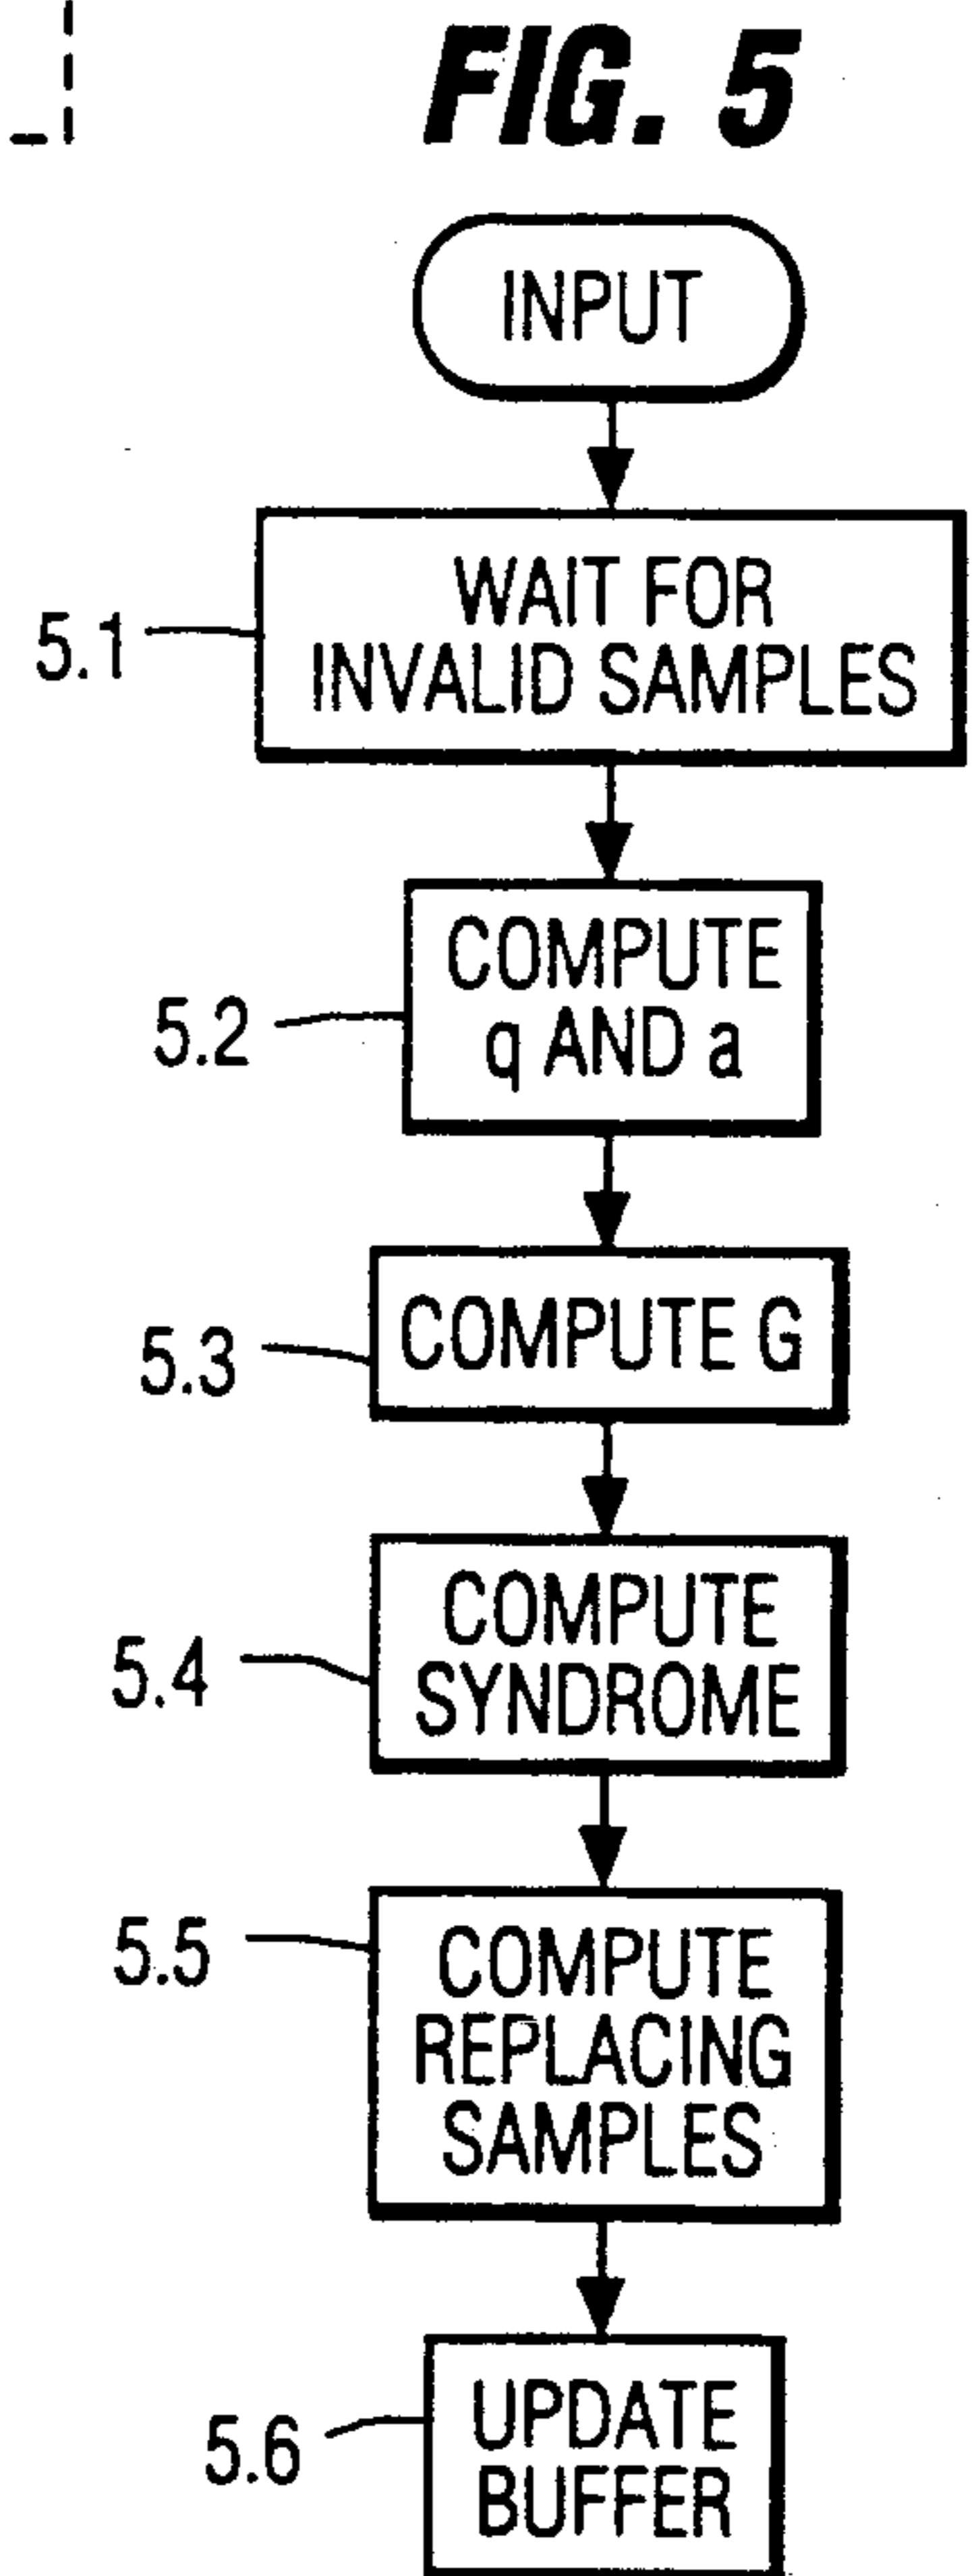 FIG. 5
INPUT
5.1
WAIT FOR
INVALID SAMPLES
5.2
COMPUTE
q AND a
5.3
COMPUTE G
5.4
COMPUTE
SYNDROME
5.5
COMPUTE
REPLACING
SAMPLES
5.6
UPDATE
BUFFER